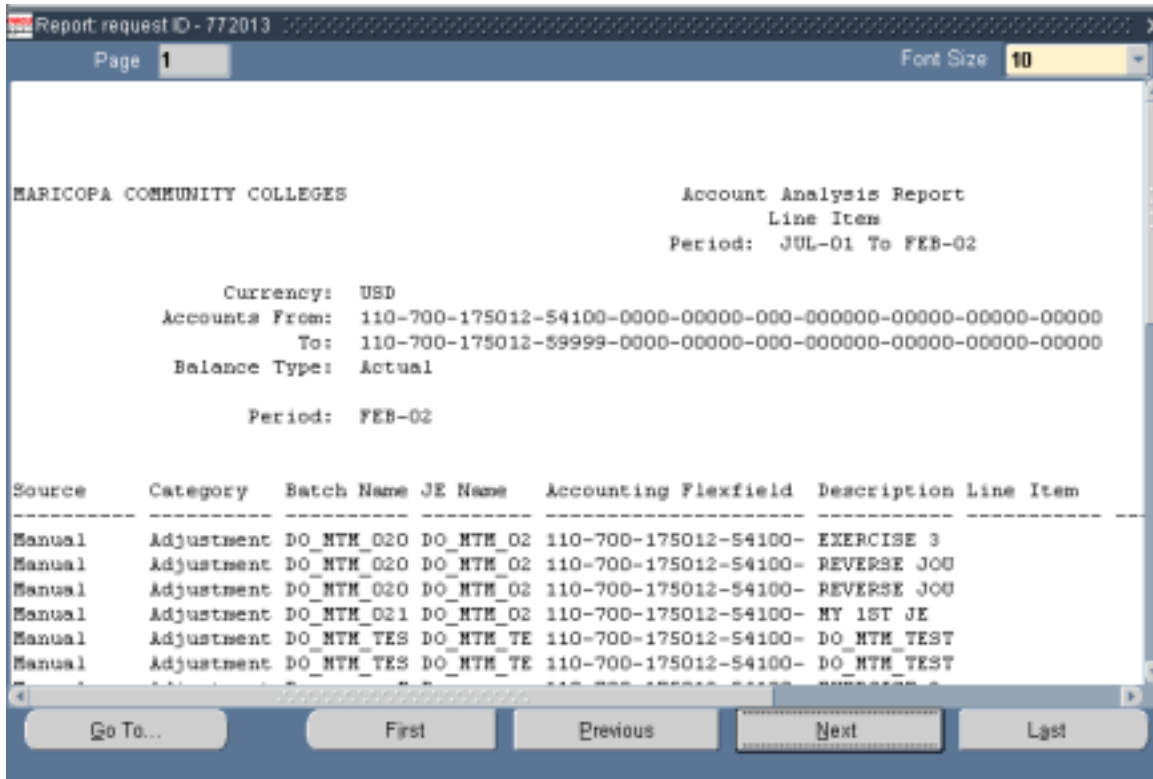 Report: request ID - 772013
Page 1 Font Size 10
MARICOPA COMMUNITY COLLEGES Account Analysis Report
Line Item
Period: JUL-01 To FEB-02
Currency: USD
Accounts From: 110-700-175012-54100-0000-00000-000-000000-00000-00000-00000
To: 110-700-175012-59999-0000-00000-000-000000-00000-00000-00000
Balance Type: Actual
Period: FEB-02
Source Category Batch Name JE Name Accounting Flexfield Description Line Item
---------- ---------- ---------- --------- --------------------- ----------- ------------ ---
Manual Adjustment DO_MTM_020 DO_MTM_02 110-700-175012-54100- EXERCISE 3
Manual Adjustment DO_MTM_020 DO_MTM_02 110-700-175012-54100- REVERSE JOU
Manual Adjustment DO_MTM_020 DO_MTM_02 110-700-175012-54100- REVERSE JOU
Manual Adjustment DO_MTM_021 DO_MTM_02 110-700-175012-54100- MY 1ST JE
Manual Adjustment DO_MTM_TES DO_MTM_TE 110-700-175012-54100- DO_MTM_TEST
Manual Adjustment DO_MTM_TES DO_MTM_TE 110-700-175012-54100- DO_MTM_TEST
Go To... First Previous Next Last